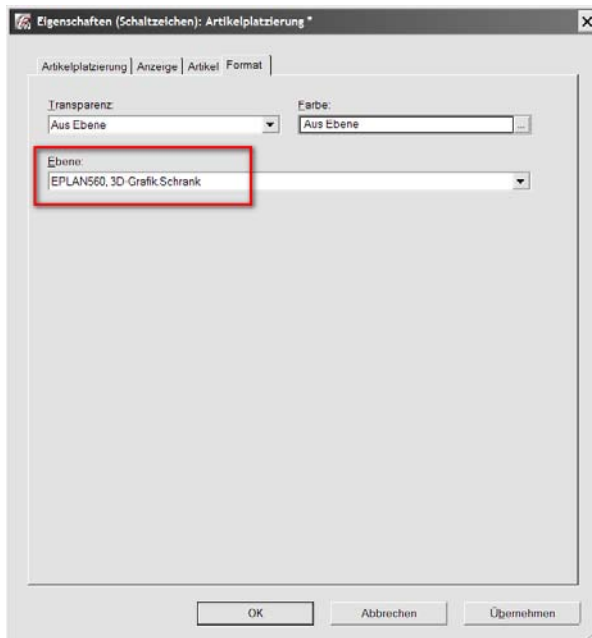 Eigenschaften (Schaltzeichen): Artikelplatzierung *
Artikelplatzierung Anzeige Artikel Format
Transparenz: Farbe:
Aus Ebene Aus Ebene ...
Ebene:
EPLAN560, 3D-Grafik.Schrank
OK Abbrechen Übernehmen